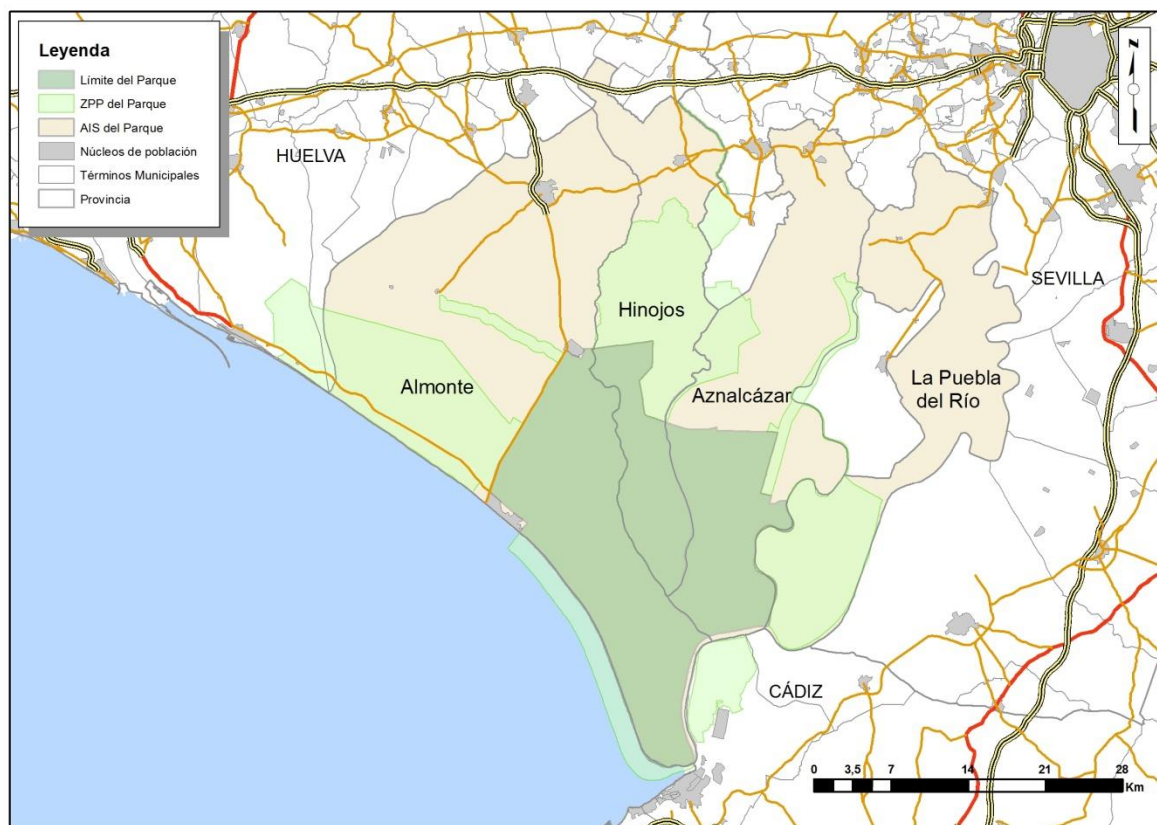 Leyenda
Límite del Parque
ZPP del Parque
AIS del Parque
Núcleos de población
Términos Municipales
Provincia
HUELVA
N
SEVILLA
Hinojos
Almonte
Aznalcázar
La Puebla
del Río
CÁDIZ
0 3,5 7 14 21 28
Km